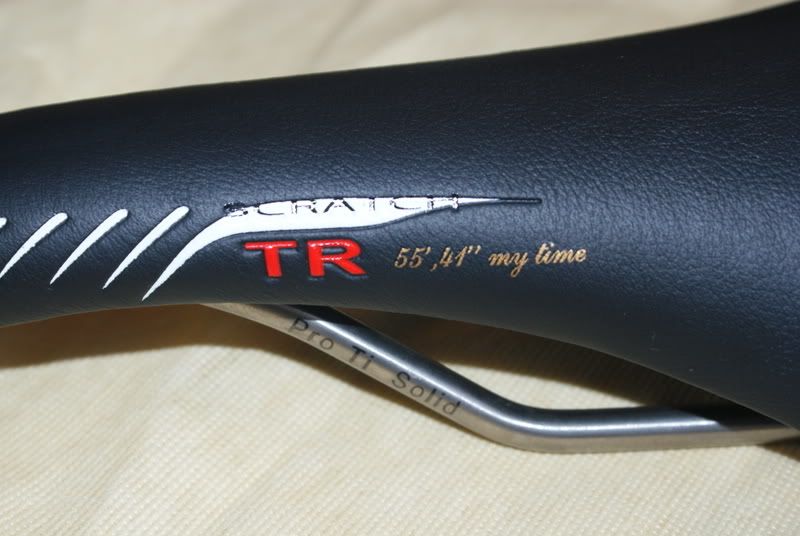 SCRATCH
TR 55',41" my time
Pro Ti Solid